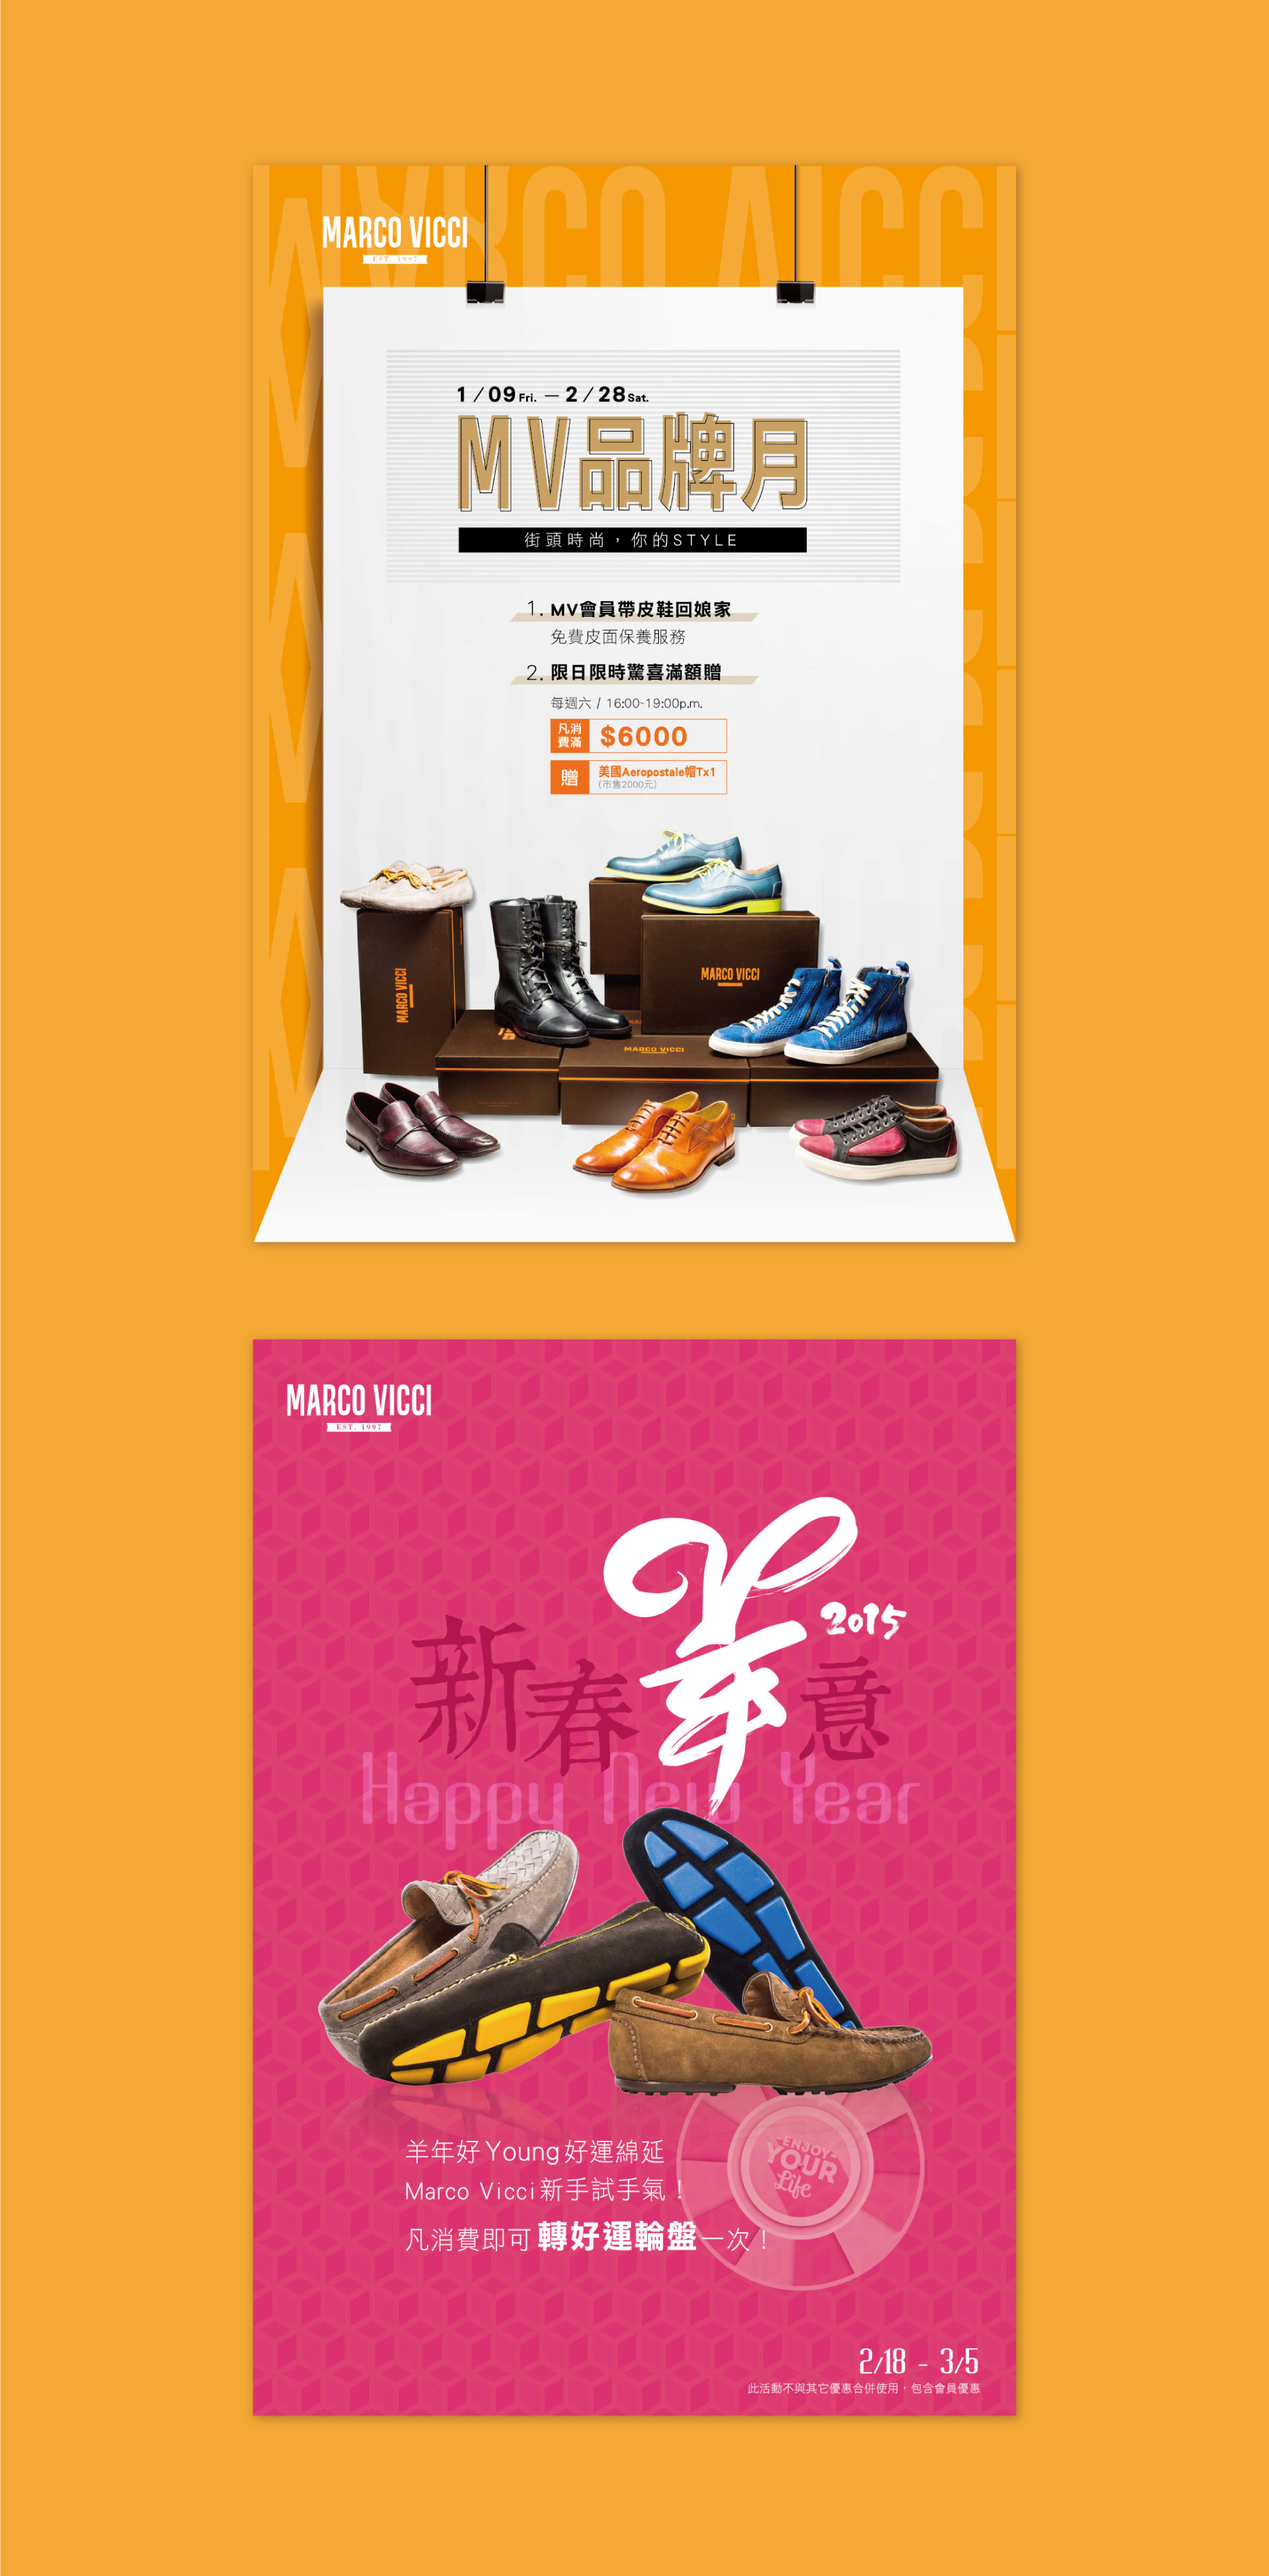 MARCO VICCI
EST. 1997
1/09Fri. — 2/28Sat.
MV品牌月
街頭時尚，你的STYLE
1. MV會員帶皮鞋回娘家
免費皮面保養服務
2. 限日限時驚喜滿額贈
每週六 / 16:00-19:00p.m.
凡消費滿 $6000
贈 美國Aeropostale帽Tx1
(市售2000元)
MARCO VICCI
MARCO VICCI
MARCO VICCI
MARCO VICCI
EST. 1997
2015
新春羊意
Happy New Year
羊年好Young好運綿延
Marco Vicci新手試手氣！
凡消費即可 轉好運輪盤一次！
ENJOY
YOUR
Life
2/18 - 3/5
此活動不與其它優惠合併使用，包含會員優惠